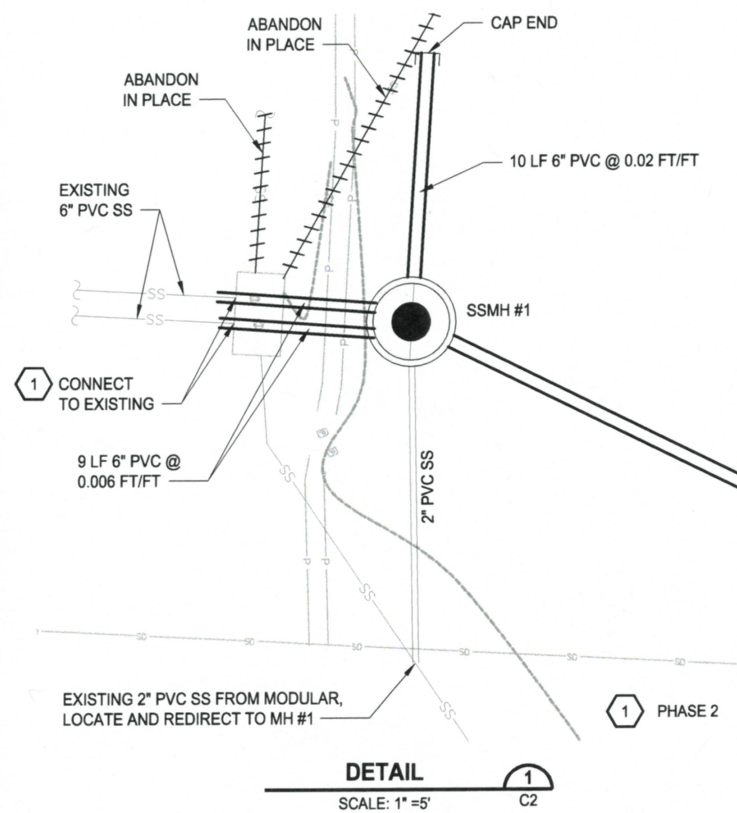 ABANDON
IN PLACE
CAP END
ABANDON
IN PLACE
10 LF 6" PVC @ 0.02 FT/FT
EXISTING
6" PVC SS
SS
SS
SSMH #1
1
CONNECT
TO EXISTING
9 LF 6" PVC @
0.006 FT/FT
2" PVC SS
SS
SS
SS
P
P
P
P
P
P
P
SD
SD
SD
SD
SD
SD
EXISTING 2" PVC SS FROM MODULAR,
LOCATE AND REDIRECT TO MH #1
1
PHASE 2
DETAIL
1
SCALE: 1" =5'
C2